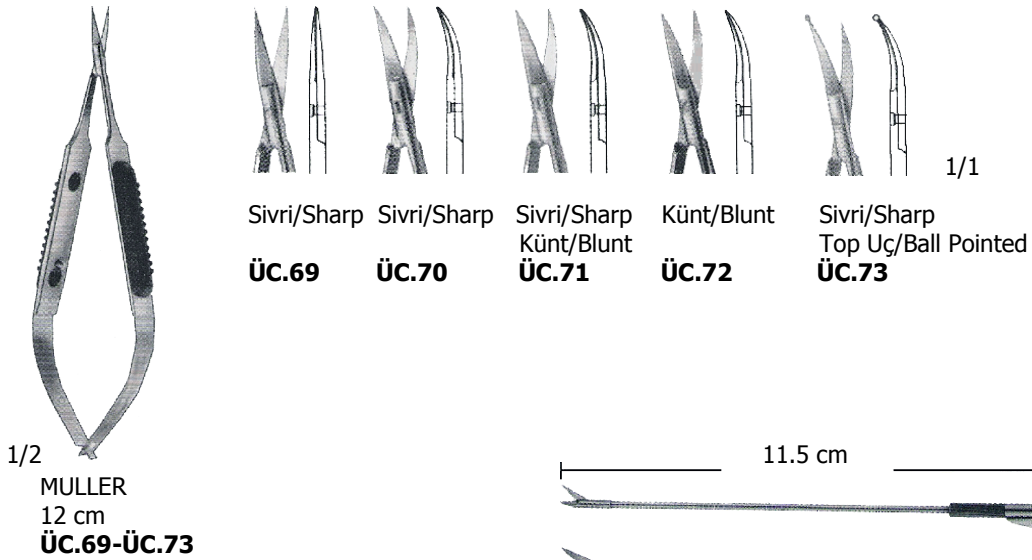 1/1
Sivri/Sharp
ÜC.69
Sivri/Sharp
ÜC.70
Sivri/Sharp
Künt/Blunt
ÜC.71
Künt/Blunt
ÜC.72
Sivri/Sharp
Top Uç/Ball Pointed
ÜC.73
1/2
MULLER
12 cm
ÜC.69-ÜC.73
11.5 cm